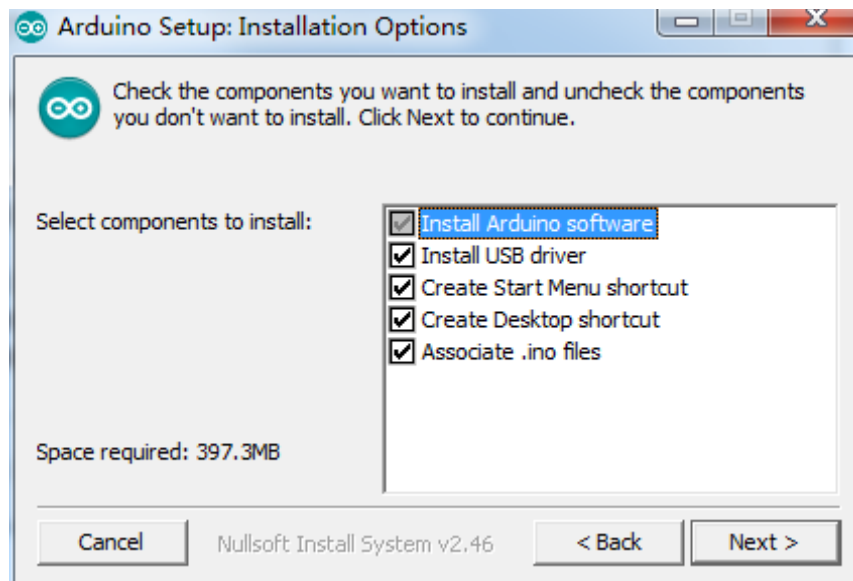 Arduino Setup: Installation Options
Check the components you want to install and uncheck the components
you don't want to install. Click Next to continue.
Select components to install:
Install Arduino software
Install USB driver
Create Start Menu shortcut
Create Desktop shortcut
Associate .ino files
Space required: 397.3MB
Cancel
Nullsoft Install System v2.46
< Back
Next >